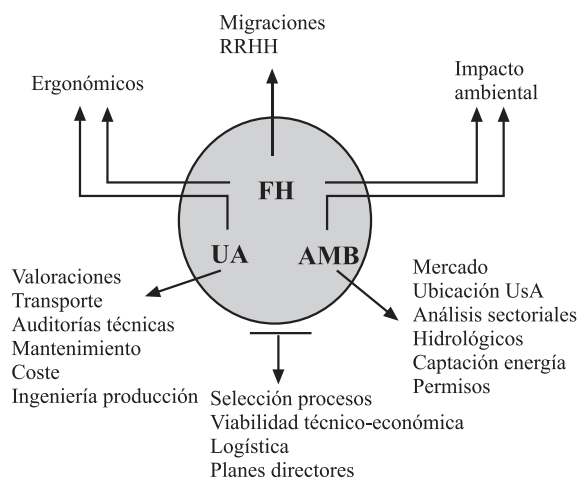 Migraciones
RRHH
Ergonómicos
Impacto
ambiental
FH
UA
AMB
Valoraciones
Transporte
Auditorías técnicas
Mantenimiento
Coste
Ingeniería producción
Mercado
Ubicación UsA
Análisis sectoriales
Hidrológicos
Captación energía
Permisos
Selección procesos
Viabilidad técnico-económica
Logística
Planes directores